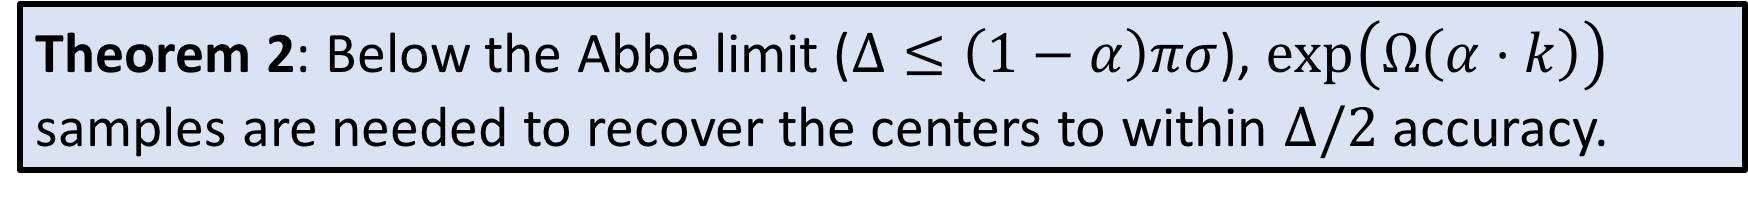 Theorem 2: Below the Abbe limit (Δ ≤ (1 − α)πσ), exp(Ω(α · k))
samples are needed to recover the centers to within Δ/2 accuracy.